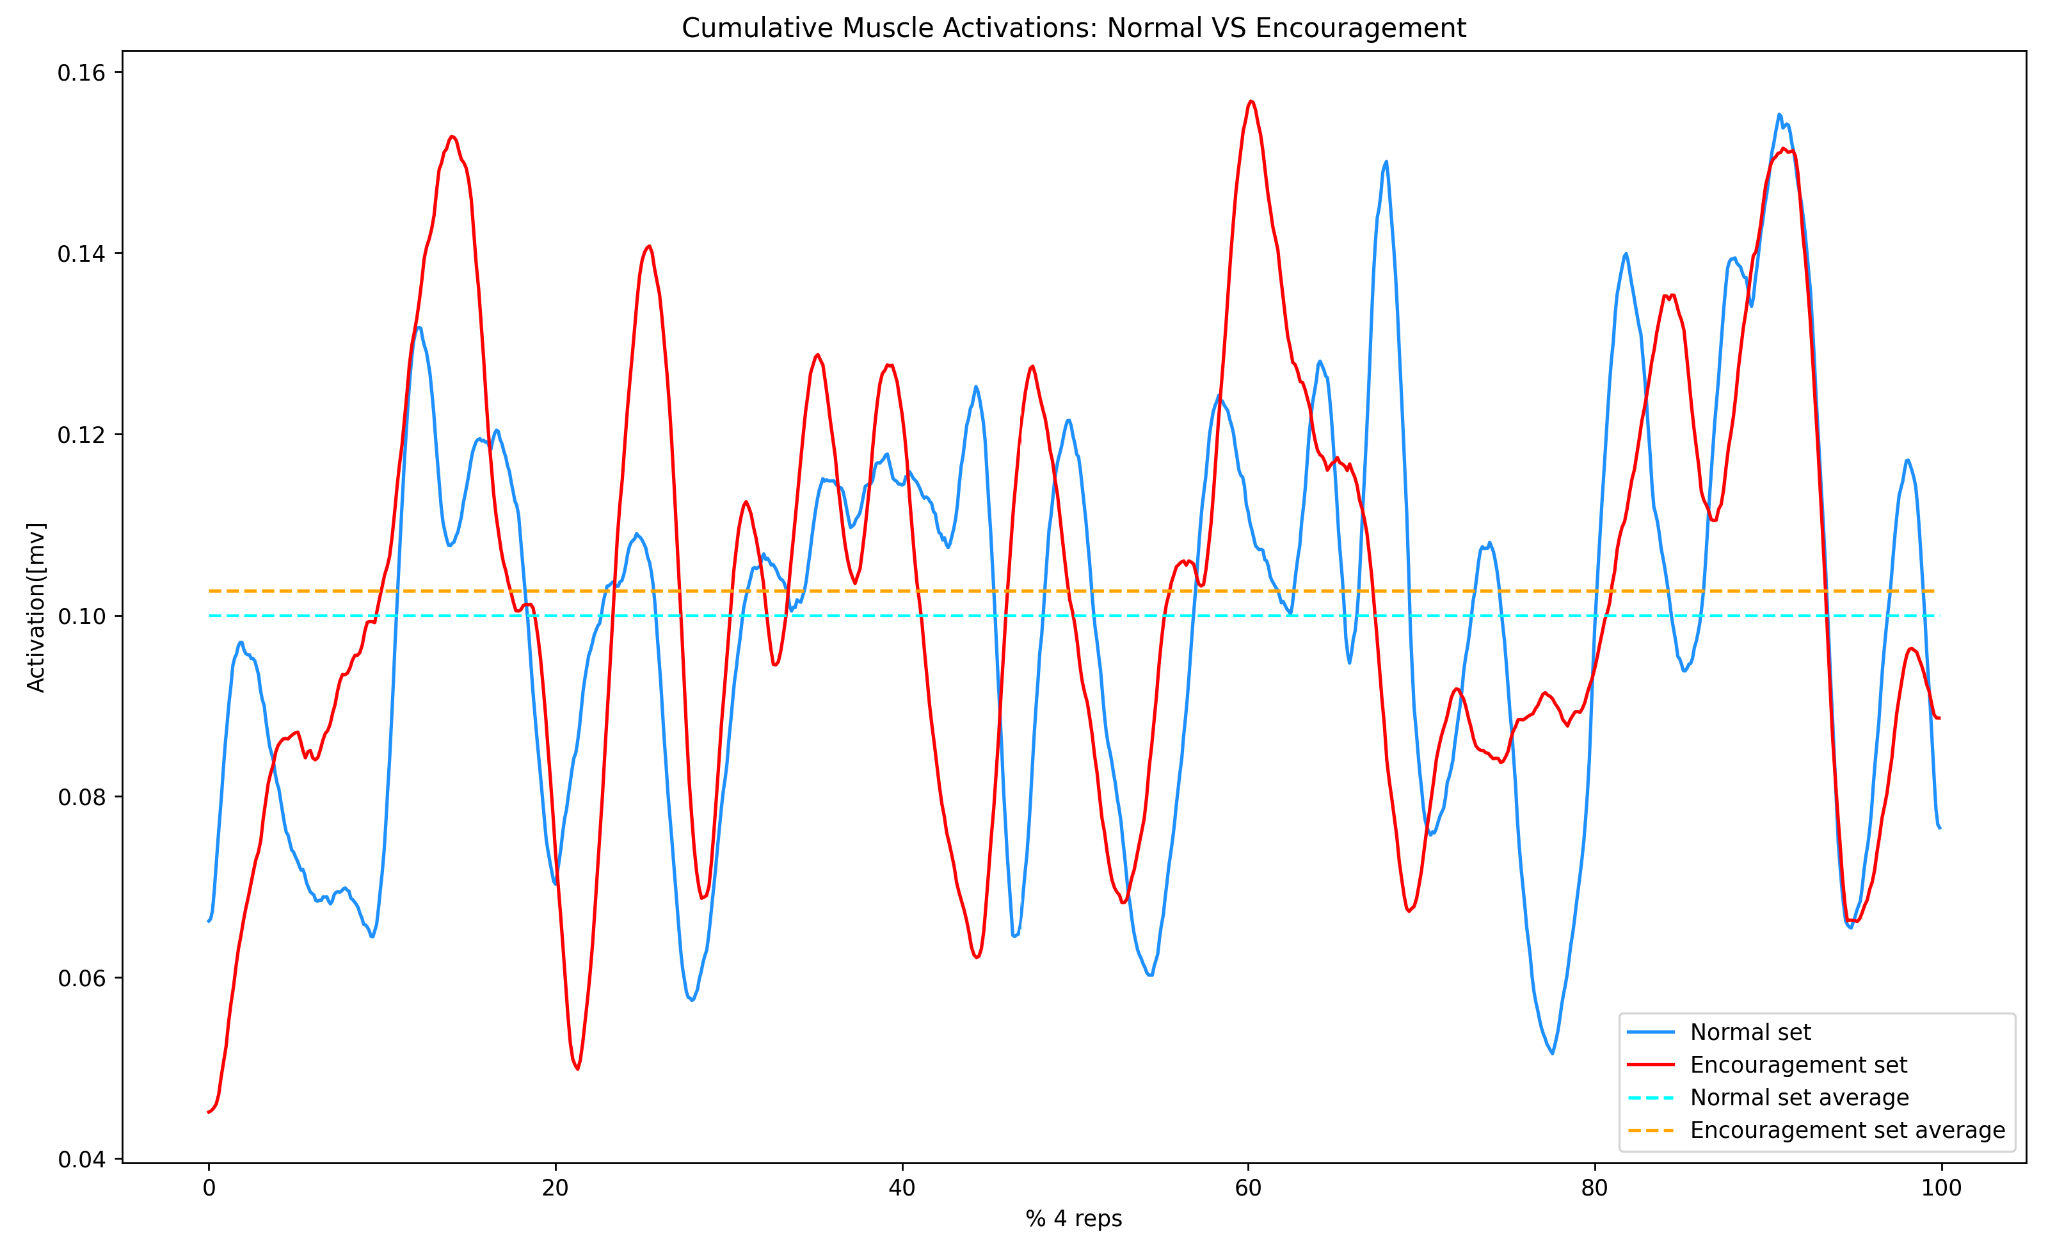 Cumulative Muscle Activations: Normal VS Encouragement
0.16
0.14
0.12
0.10
0.08
0.06
0.04
Activation([mv]
0 20 40 60 80 100
% 4 reps
Normal set
Encouragement set
Normal set average
Encouragement set average